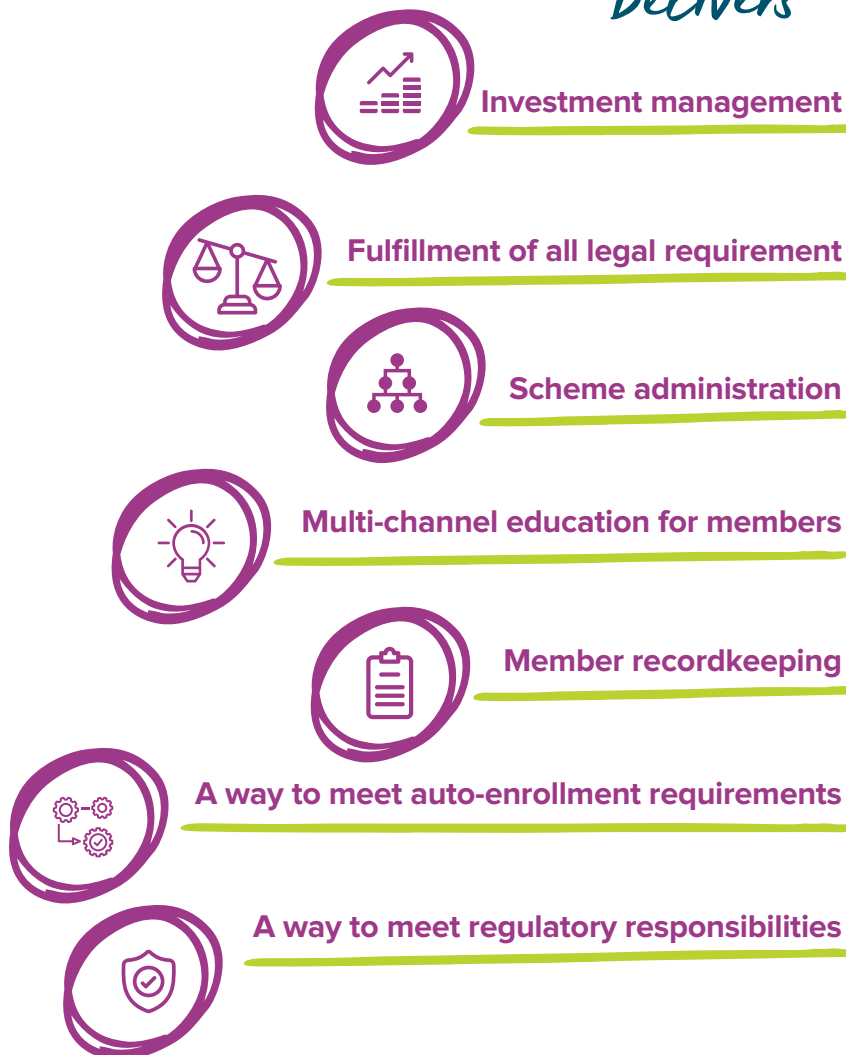 Delivers
Investment management
Fulfillment of all legal requirement
Scheme administration
Multi-channel education for members
Member recordkeeping
A way to meet auto-enrollment requirements
A way to meet regulatory responsibilities